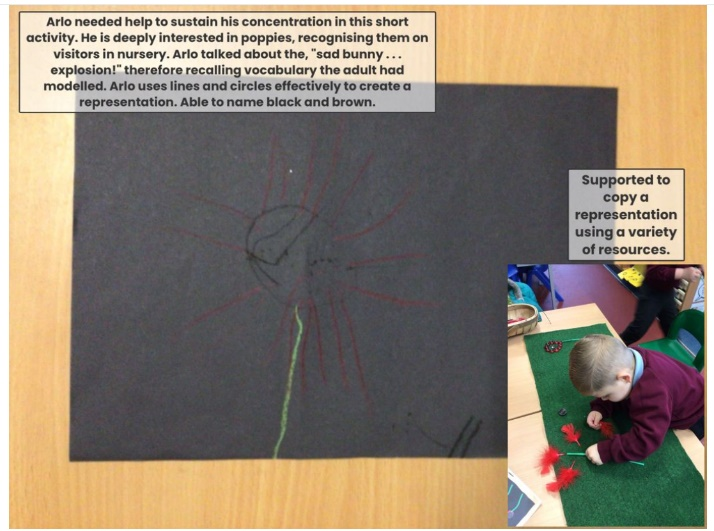 Arlo needed help to sustain his concentration in this short
activity. He is deeply interested in poppies, recognising them on
visitors in nursery. Arlo talked about the, "sad bunny . . .
explosion!" therefore recalling vocabulary the adult had
modelled. Arlo uses lines and circles effectively to create a
representation. Able to name black and brown.
Supported to
copy a
representation
using a variety
of resources.